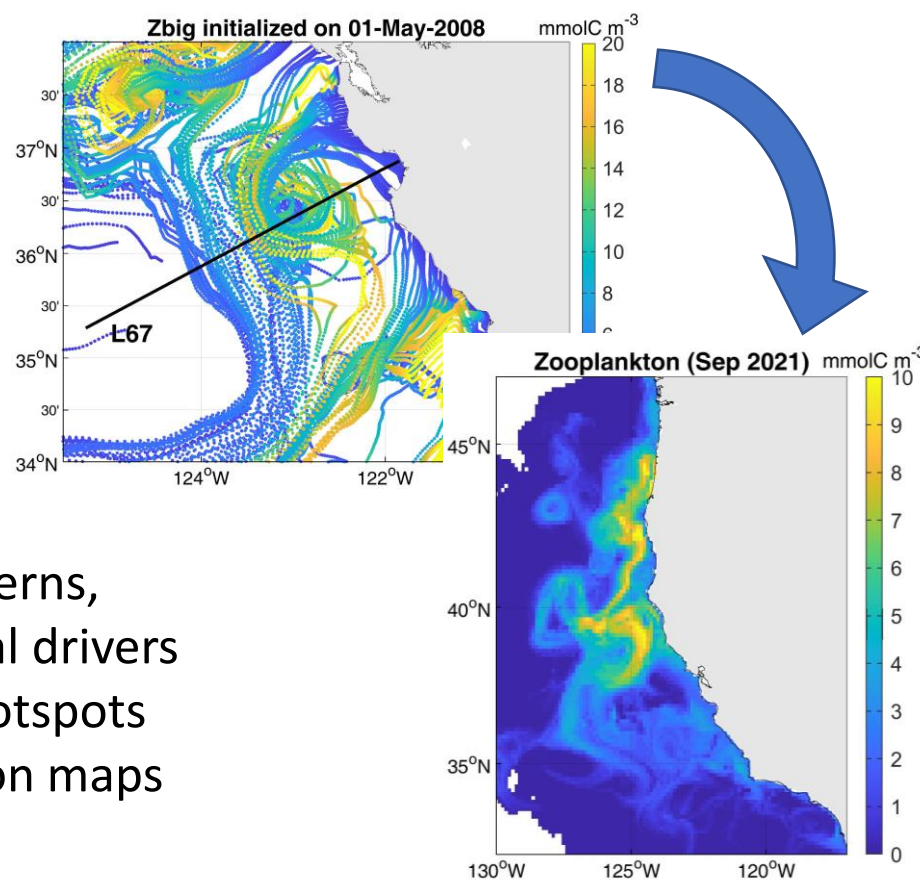 Zbig initialized on 01-May-2008
mmolC m-3
20
18
16
14
12
10
8
30'
37°N
30'
36°N
30'
35°N
30'
34°N
124°W
122°W
L67
Zooplankton (Sep 2021)
mmolC m-3
10
9
8
7
6
5
4
3
2
1
0
45°N
40°N
35°N
130°W
125°W
120°W
erns,
al drivers
otspots
on maps